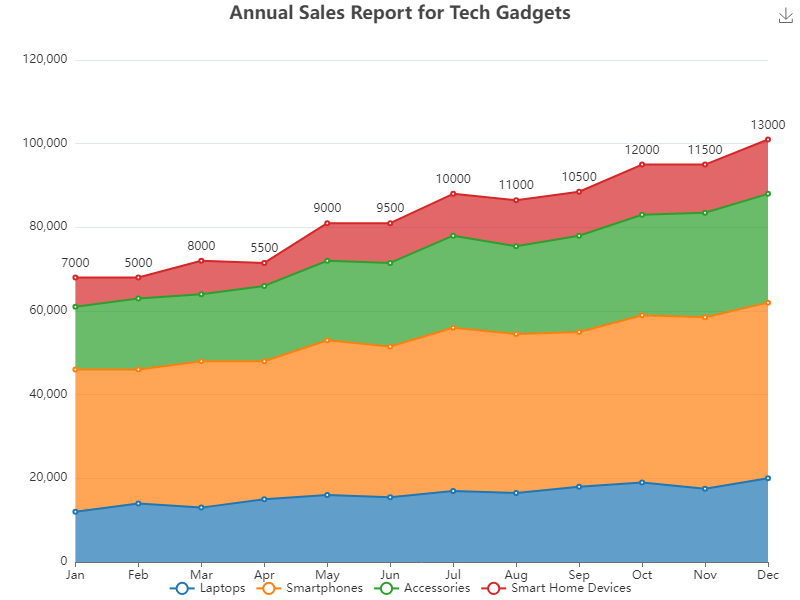 Annual Sales Report for Tech Gadgets
120,000
100,000
80,000
60,000
40,000
20,000
0
7000 5000 8000 5500 9000 9500 10000 11000 10500 12000 11500 13000
Jan Feb Mar Apr May Jun Jul Aug Sep Oct Nov Dec
Laptops Smartphones Accessories Smart Home Devices